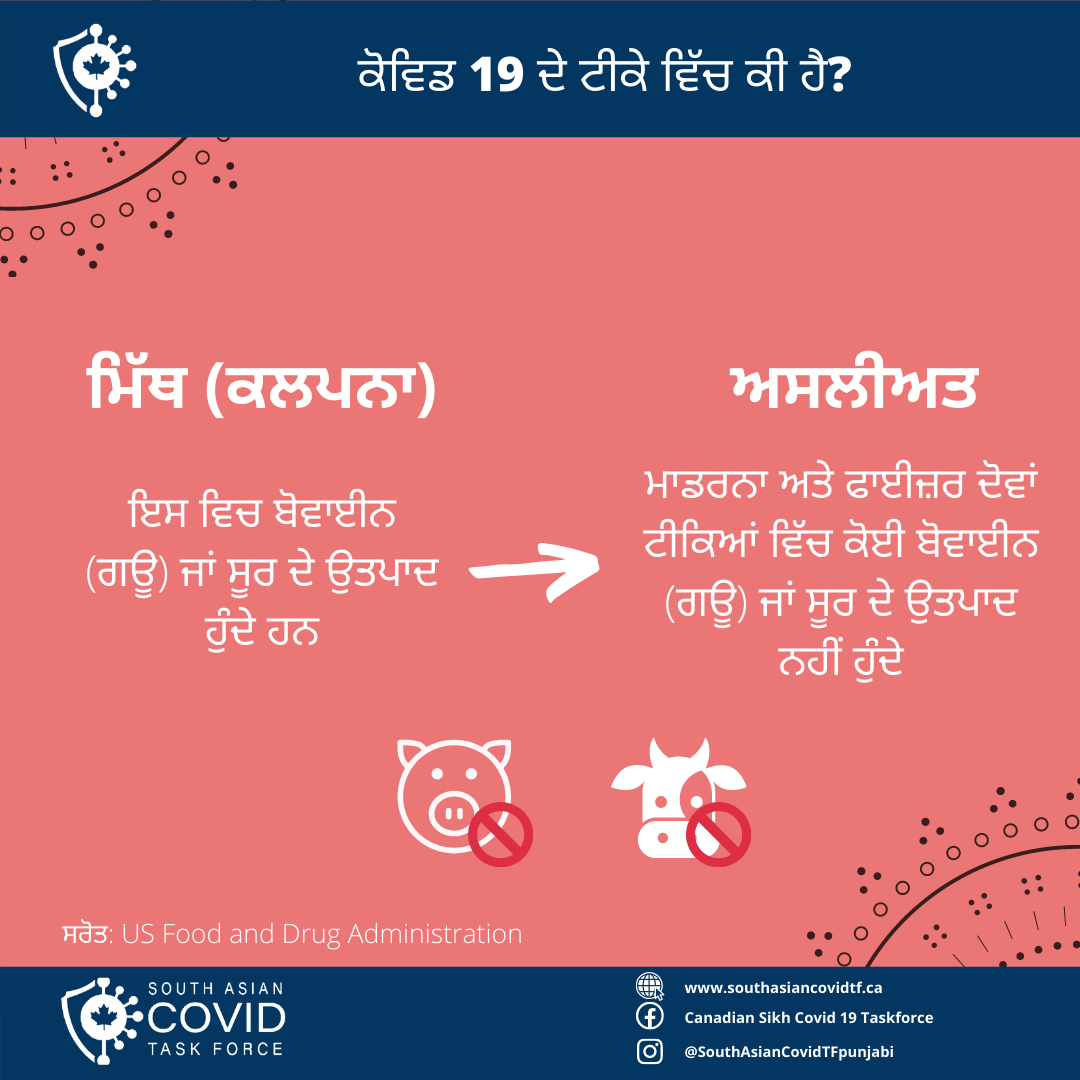 ਕੋਵਿਡ 19 ਦੇ ਟੀਕੇ ਵਿੱਚ ਕੀ ਹੈ?
ਮਿੱਥ (ਕਲਪਨਾ)
ਇਸ ਵਿਚ ਬੋਵਾਈਨ
(ਗਊ) ਜਾਂ ਸੂਰ ਦੇ ਉਤਪਾਦ
ਹੁੰਦੇ ਹਨ
ਅਸਲੀਅਤ
ਮਾਡਰਨਾ ਅਤੇ ਫਾਈਜ਼ਰ ਦੋਵਾਂ
ਟੀਕਿਆਂ ਵਿੱਚ ਕੋਈ ਬੋਵਾਈਨ
(ਗਊ) ਜਾਂ ਸੂਰ ਦੇ ਉਤਪਾਦ
ਨਹੀਂ ਹੁੰਦੇ
ਸਰੋਤ: US Food and Drug Administration
SOUTH ASIAN
COVID
TASK FORCE
www.southasiancovidtf.ca
Canadian Sikh Covid 19 Taskforce
@SouthAsianCovidTFpunjabi